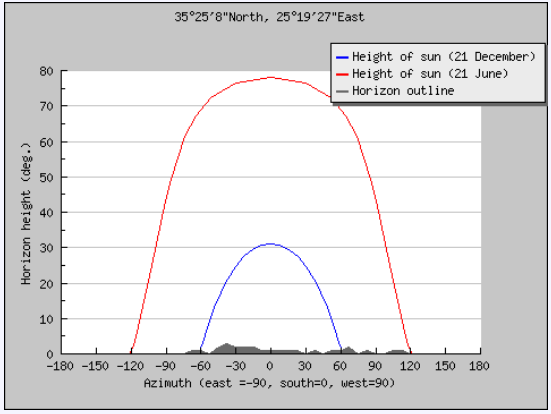 35°25'8"North, 25°19'27"East
Height of sun (21 December)
Height of sun (21 June)
Horizon outline
Horizon height (deg.)
80
70
60
50
40
30
20
10
0
-180 -150 -120 -90 -60 -30 0 30 60 90 120 150 180
Azimuth (east =-90, south=0, west=90)